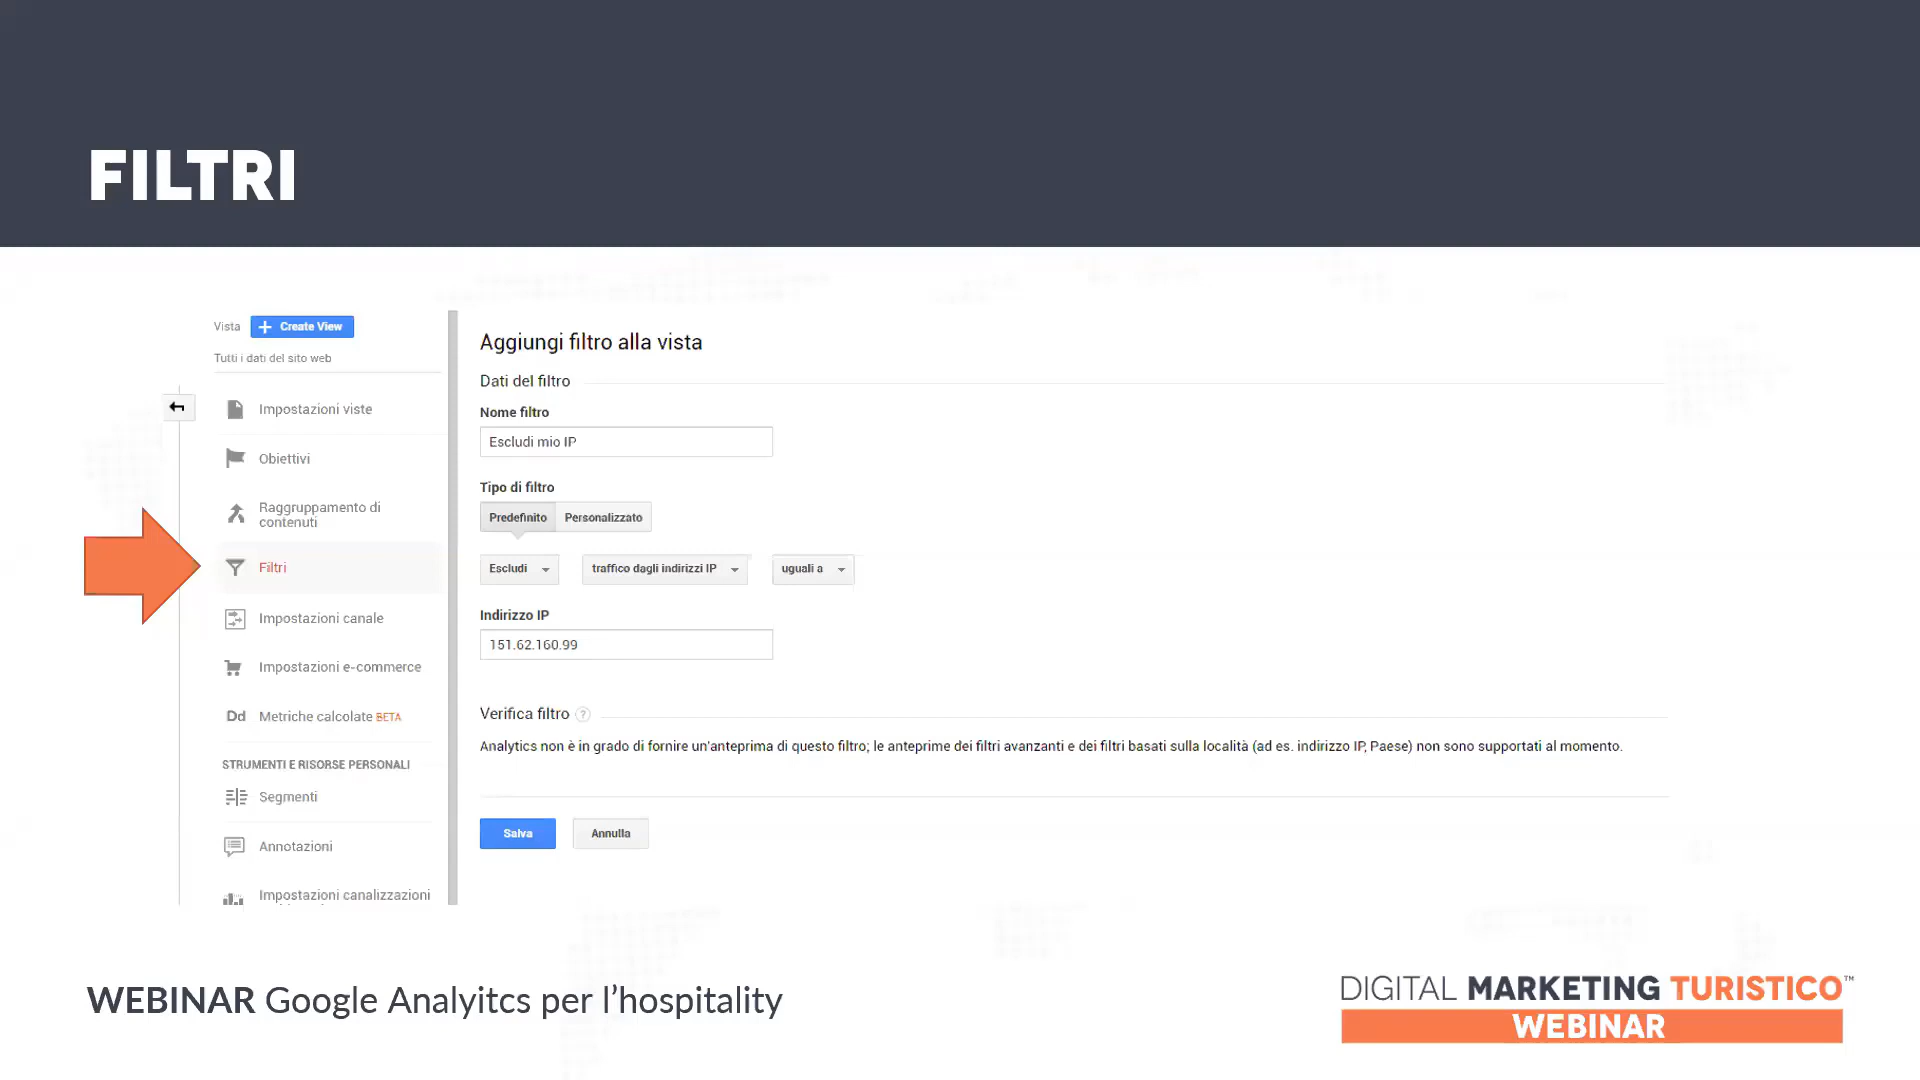 FILTRI
Vista
Create View
Tutti i dati del sito web
Impostazioni viste
Obiettivi
Raggruppamento di
contenuti
Filtri
Impostazioni canale
Impostazioni e-commerce
Dd Metriche calcolate BETA
STRUMENTI E RISORSE PERSONALI
Segmenti
Annotazioni
Impostazioni canalizzazioni
Aggiungi filtro alla vista
Dati del filtro
Nome filtro
Escludi mio IP
Tipo di filtro
Predefinito Personalizzato
Escludi traffico dagli indirizzi IP uguali a
Indirizzo IP
151.62.160.99
Verifica filtro ?
Analytics non è in grado di fornire un'anteprima di questo filtro; le anteprime dei filtri avanzanti e dei filtri basati sulla località (ad es. indirizzo IP, Paese) non sono supportati al momento.
Salva Annulla
WEBINAR Google Analyitcs per l’hospitality
DIGITAL MARKETING TURISTICO™
WEBINAR